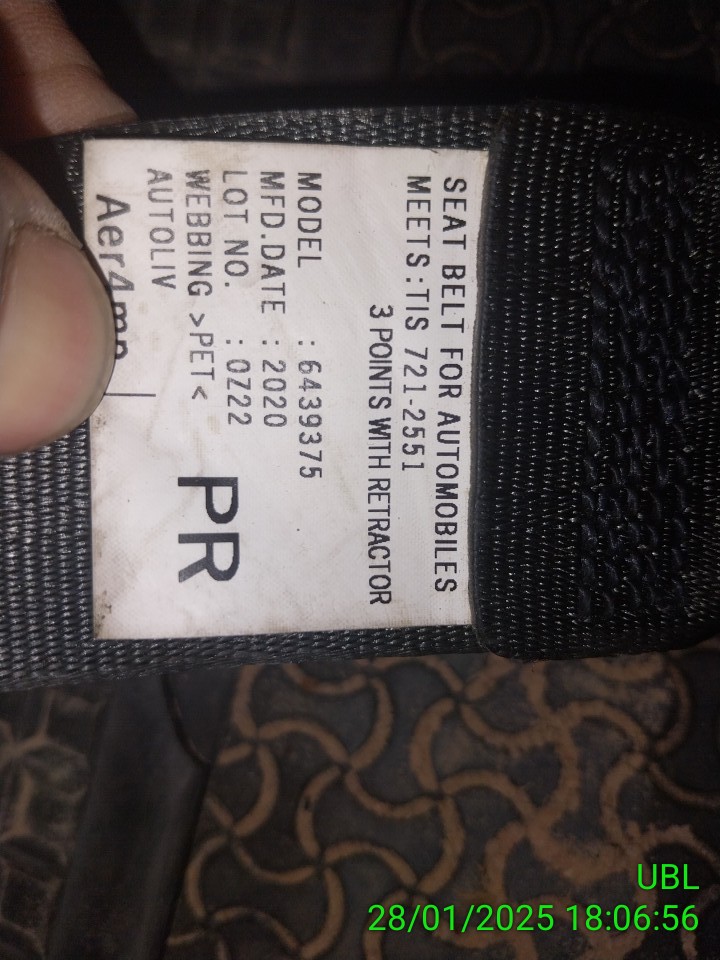 SEAT BELT FOR AUTOMOBILES
MEETS : TIS 721-2551
3 POINTS WITH RETRACTOR
MODEL : 6439375
MFD.DATE : 2020
LOT NO. : 0Z22
WEBBING >PET<
AUTOLIV
PR
UBL
28/01/2025 18:06:56